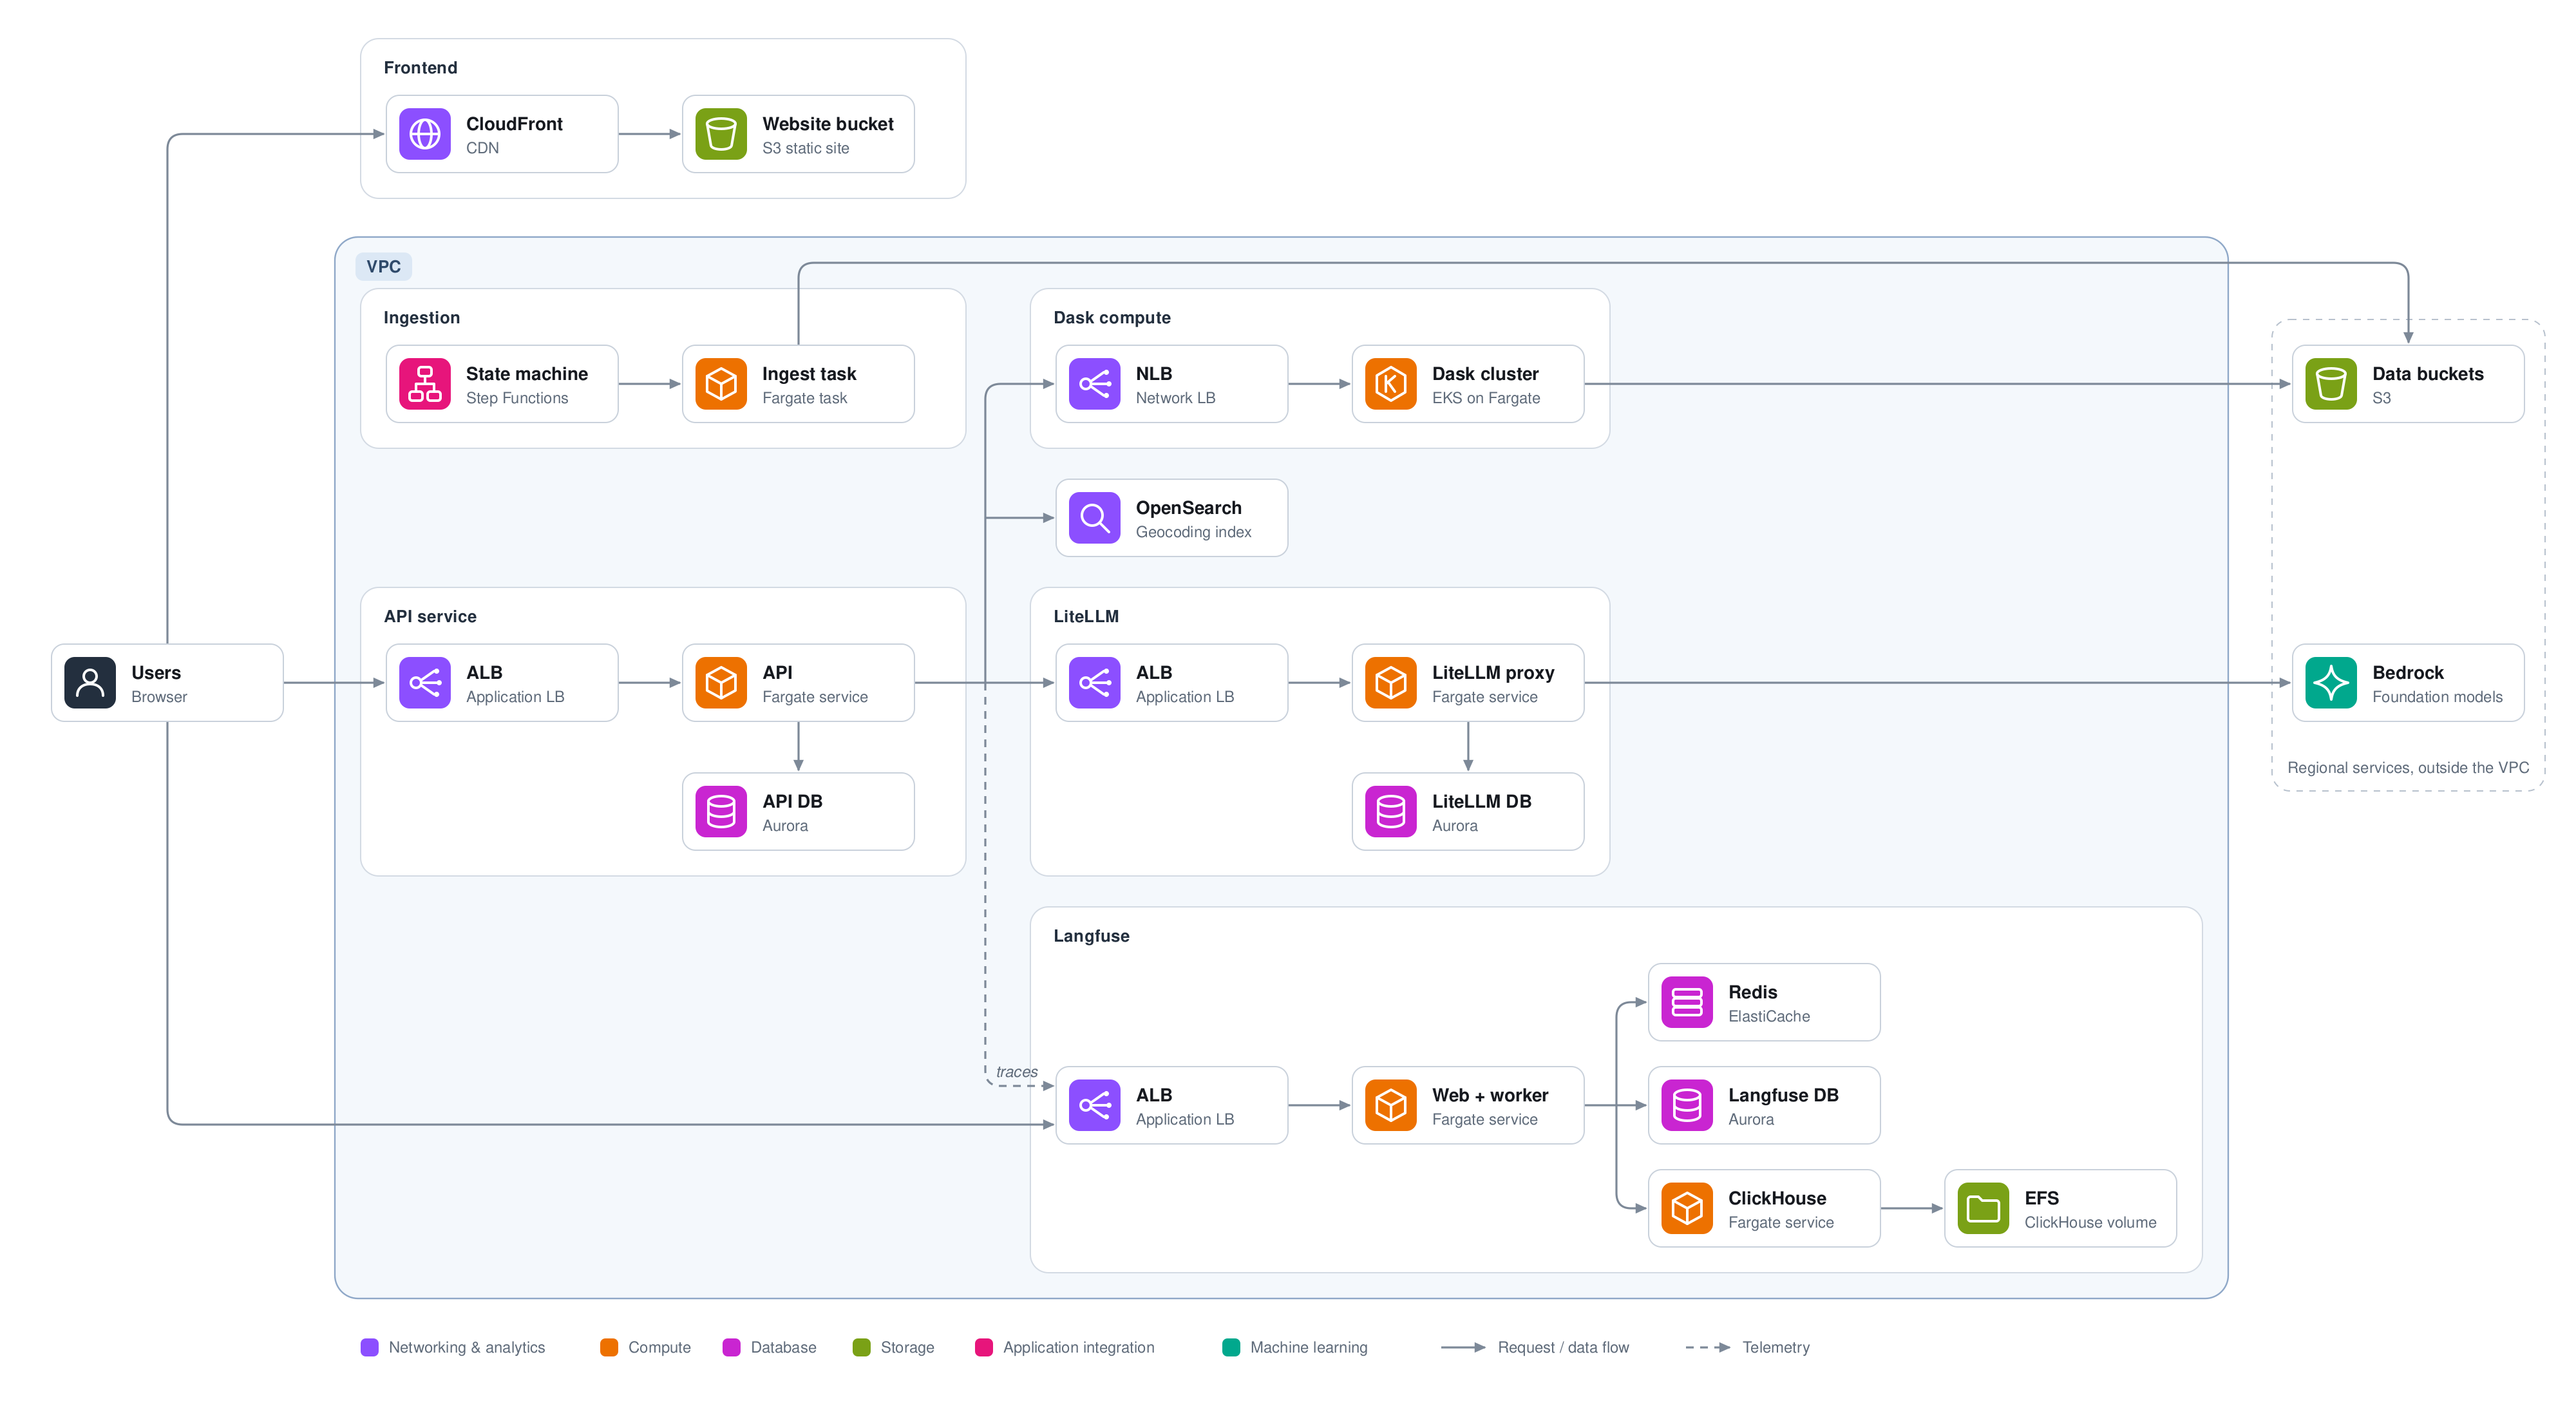 Frontend
CloudFront
CDN
Website bucket
S3 static site
VPC
Ingestion
State machine
Step Functions
Ingest task
Fargate task
Dask compute
NLB
Network LB
Dask cluster
EKS on Fargate
Data buckets
S3
OpenSearch
Geocoding index
Users
Browser
API service
ALB
Application LB
API
Fargate service
API DB
Aurora
LiteLLM
ALB
Application LB
LiteLLM proxy
Fargate service
LiteLLM DB
Aurora
Bedrock
Foundation models
Regional services, outside the VPC
Langfuse
traces
ALB
Application LB
Web + worker
Fargate service
Redis
ElastiCache
Langfuse DB
Aurora
ClickHouse
Fargate service
EFS
ClickHouse volume
Networking & analytics
Compute
Database
Storage
Application integration
Machine learning
Request / data flow
Telemetry